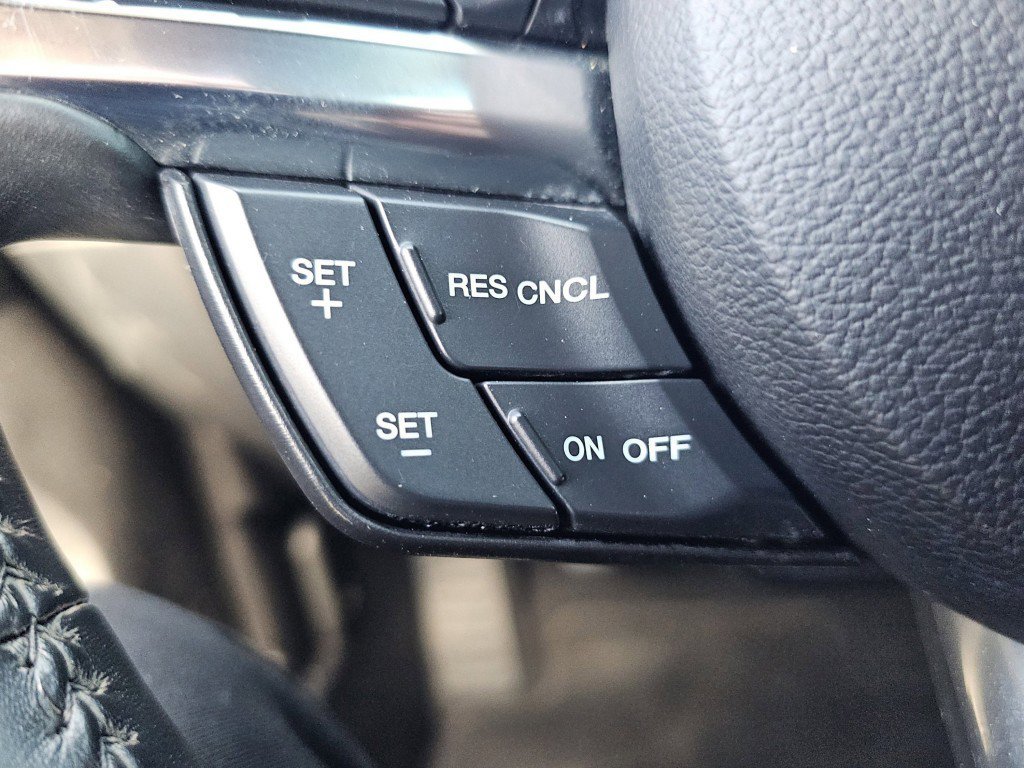 SET
+
RES CNCL
SET
−
ON OFF